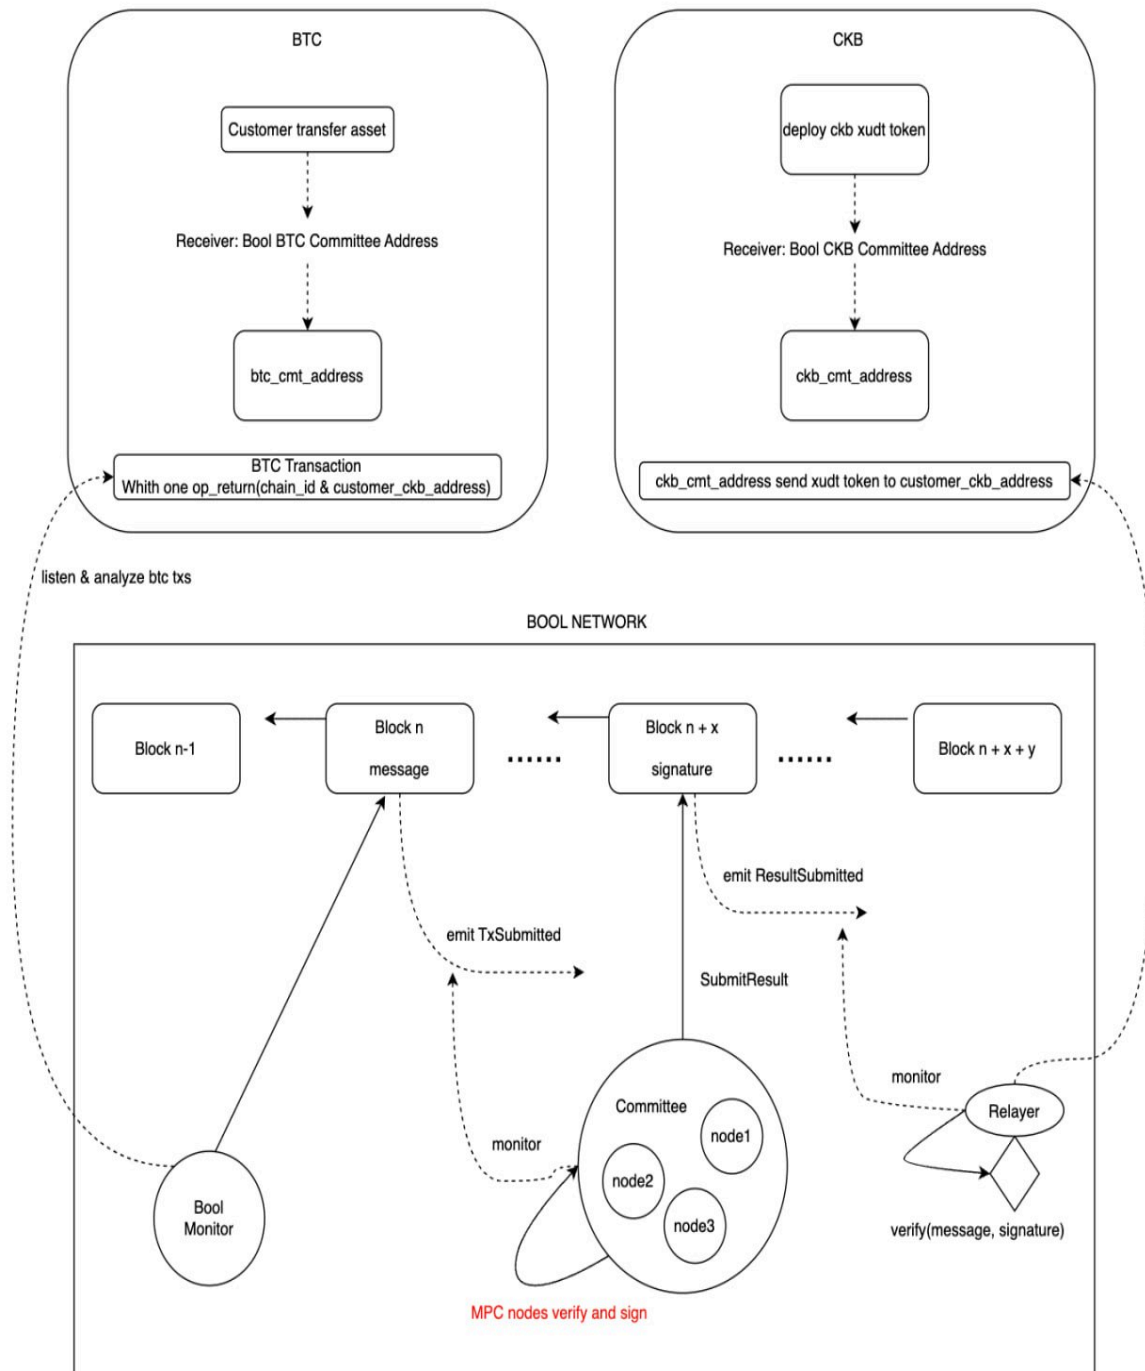 BTC
Customer transfer asset
Receiver: Bool BTC Committee Address
btc_cmt_address
BTC Transaction
Whith one op_return(chain_id & customer_ckb_address)
CKB
deploy ckb xudt token
Receiver: Bool CKB Committee Address
ckb_cmt_address
ckb_cmt_address send xudt token to customer_ckb_address
listen & analyze btc txs
BOOL NETWORK
Block n-1
Block n
message
......
Block n + x
signature
......
Block n + x + y
emit ResultSubmitted
emit TxSubmitted
SubmitResult
monitor
Committee
node1
node2
node3
monitor
Relayer
Bool
Monitor
verify(message, signature)
MPC nodes verify and sign